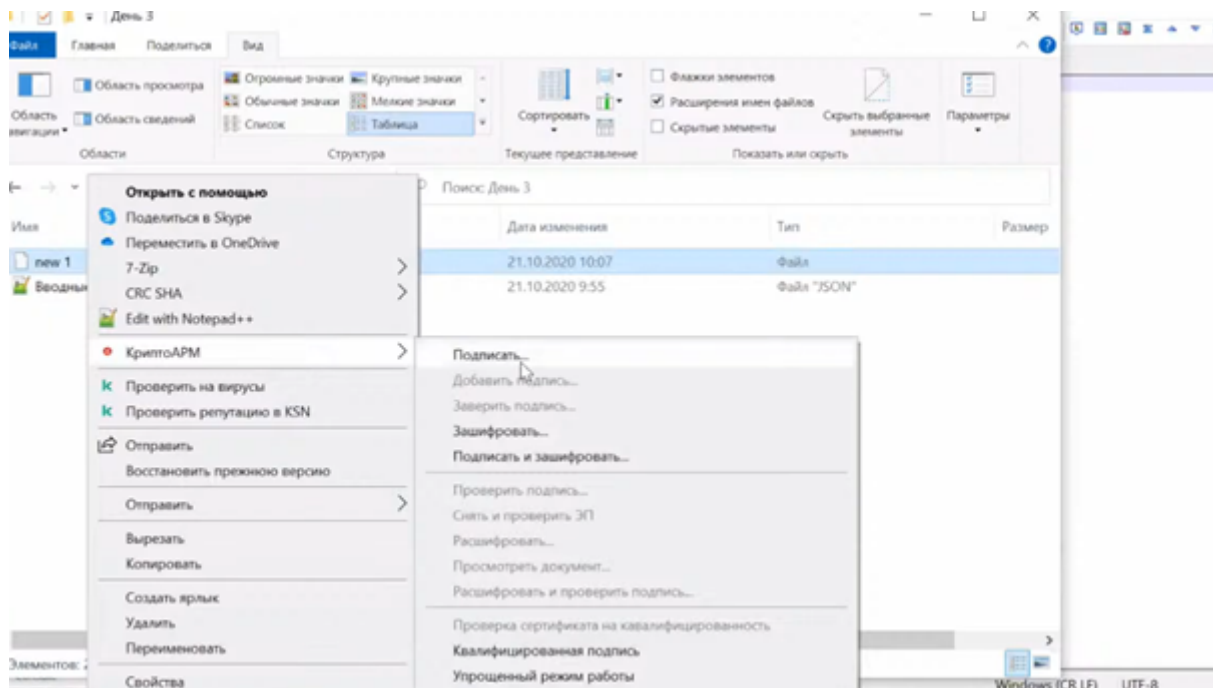 День 3
Файл Главная Поделиться Вид
Область навигации
Область просмотра
Область сведений
Области
Огромные значки Крупные значки
Обычные значки Мелкие значки
Список Таблица
Структура
Сортировать
Текущее представление
Флажки элементов
Расширения имен файлов
Скрытые элементы
Скрыть выбранные элементы
Показать или скрыть
Параметры
Поиск: День 3
Имя Дата изменения Тип Размер
new 1 21.10.2020 10:07 Файл
Вводны 21.10.2020 9:55 Файл "JSON"
Открыть с помощью
Поделиться в Skype
Переместить в OneDrive
7-Zip
CRC SHA
Edit with Notepad++
КриптоАРМ
Проверить на вирусы
Проверить репутацию в KSN
Отправить
Восстановить прежнюю версию
Отправить
Вырезать
Копировать
Создать ярлык
Удалить
Переименовать
Свойства
Подписать...
Добавить подпись...
Заверить подпись...
Зашифровать...
Подписать и зашифровать...
Проверить подпись...
Снять и проверить ЭП
Расшифровать...
Просмотреть документ...
Расшифровать и проверить подпись...
Проверка сертификата на кавалифицированность
Квалифицированная подпись
Упрощенный режим работы
Элементов: 2
Windows (CR LF) UTF-8